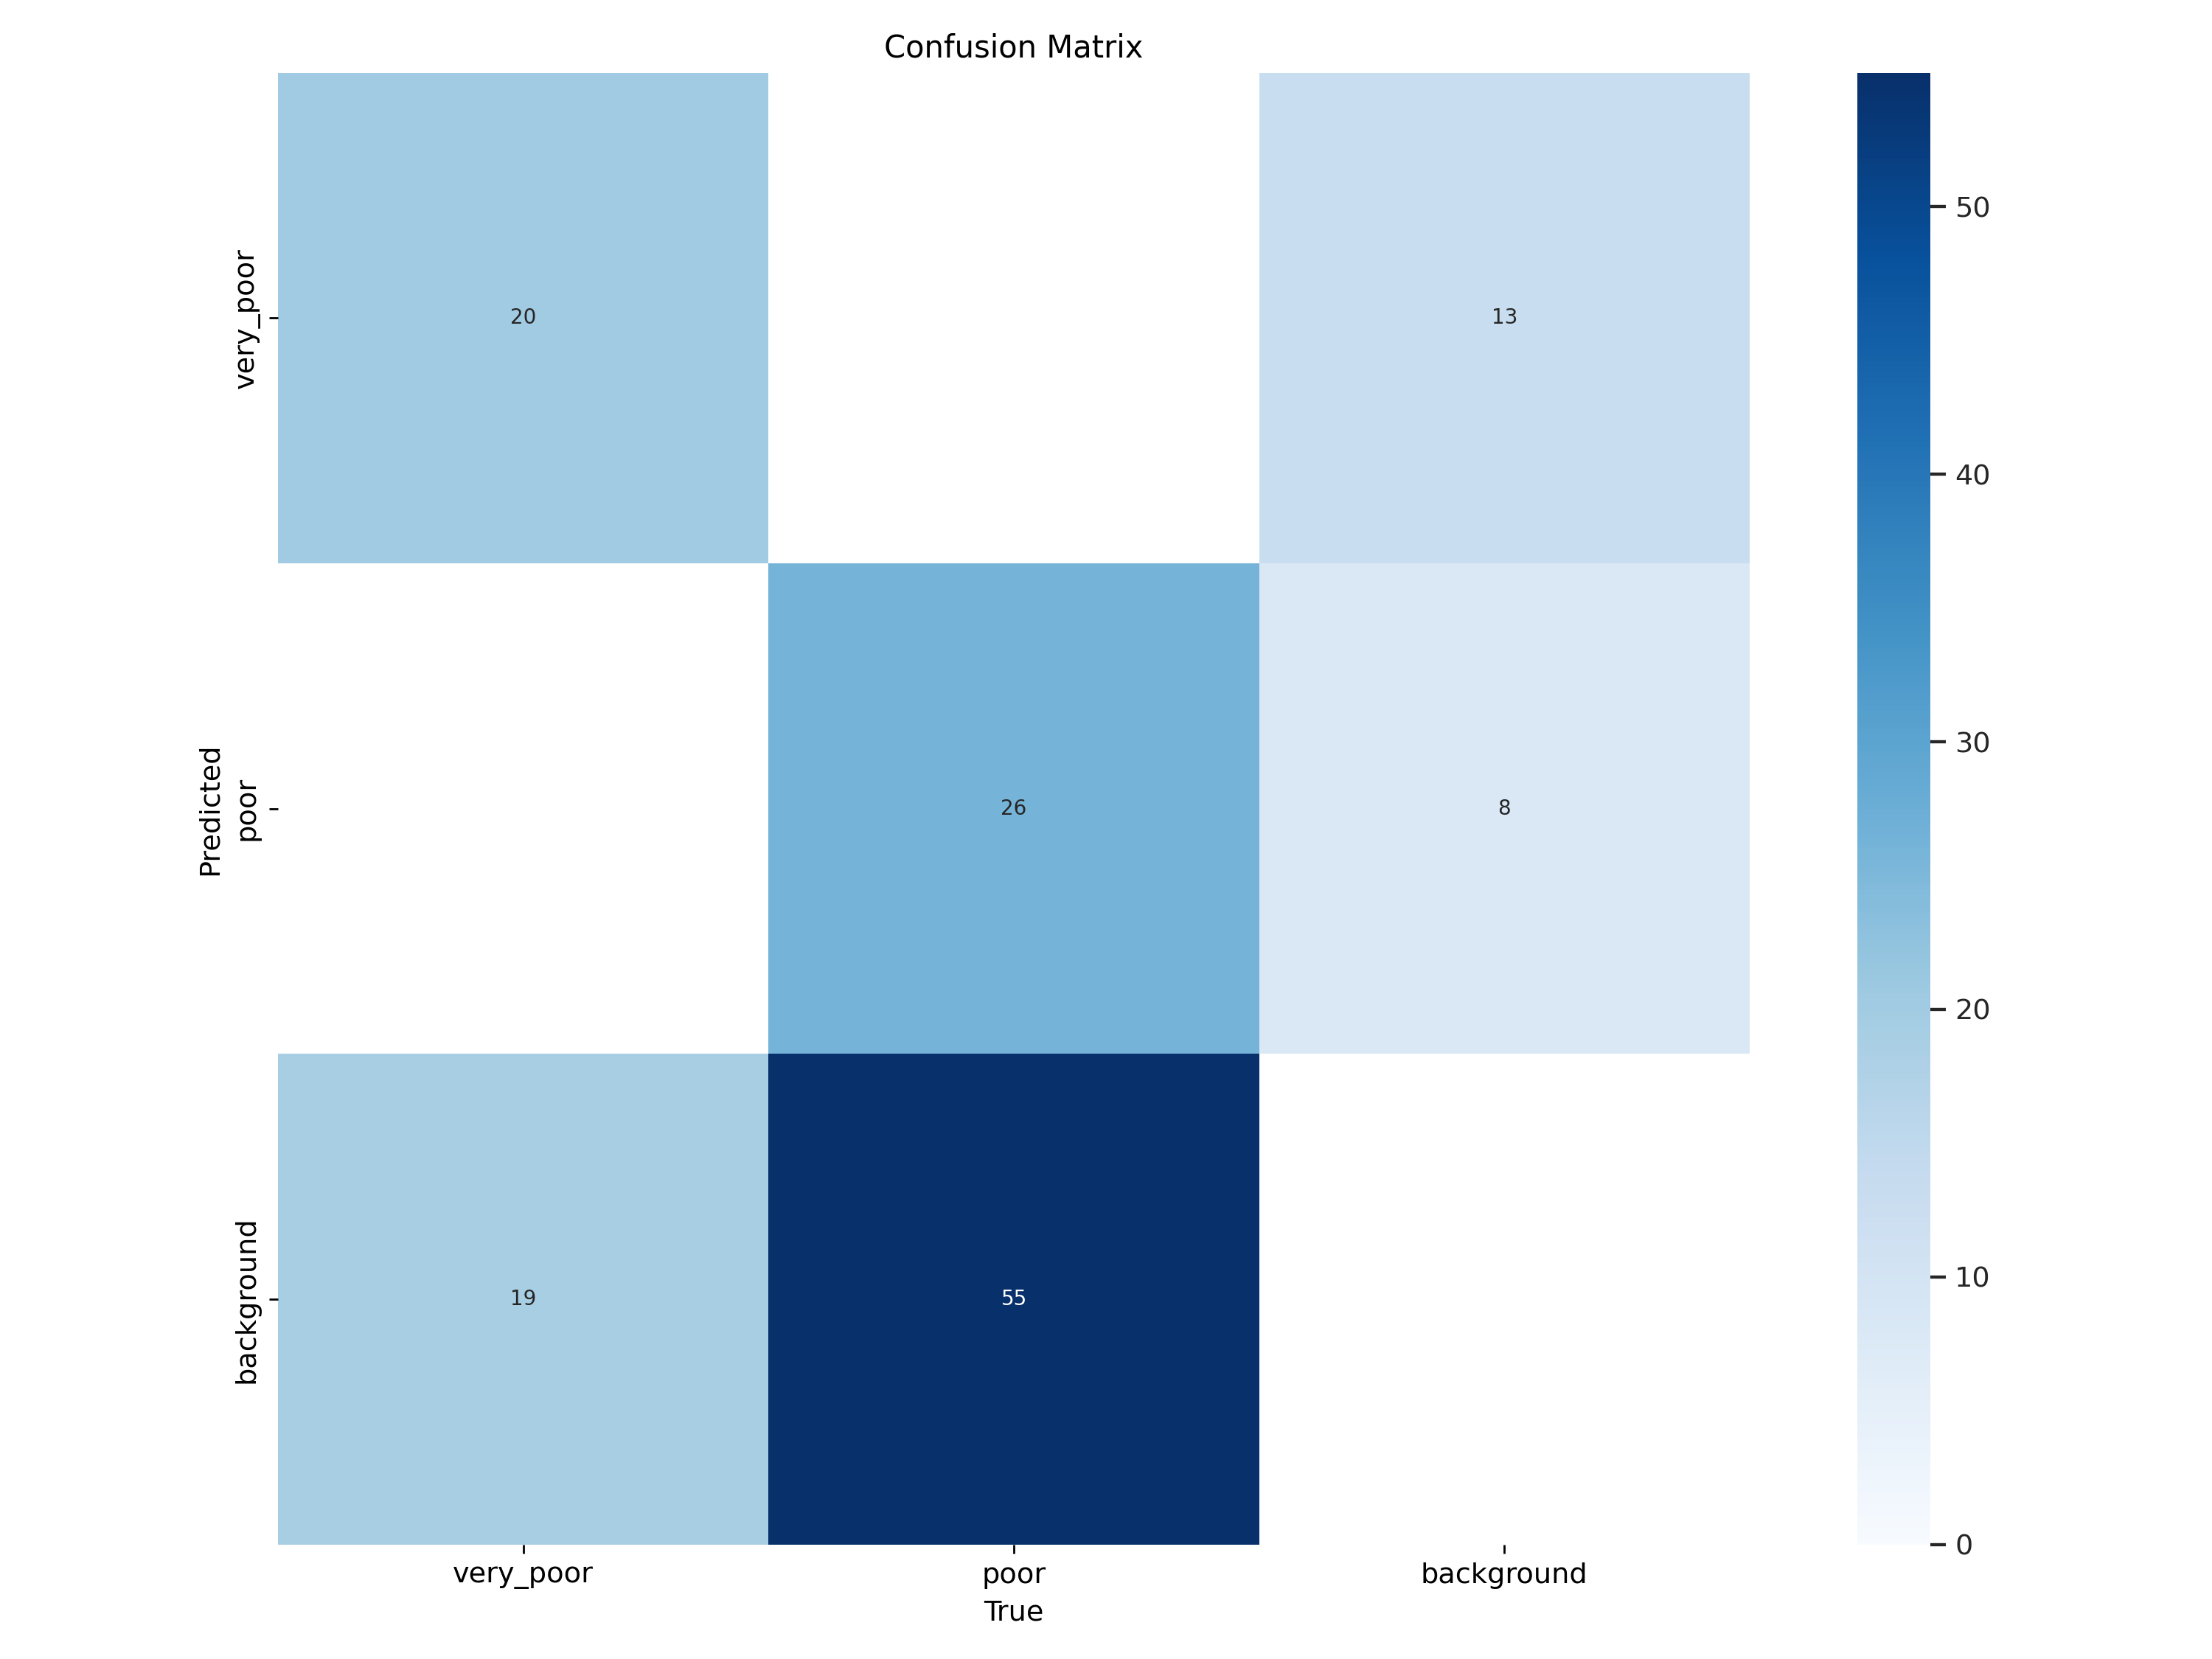 Confusion Matrix
very_poor
20
13
50
40
30
20
10
0
Predicted
poor
26
8
background
19
55
very_poor
poor
background
True